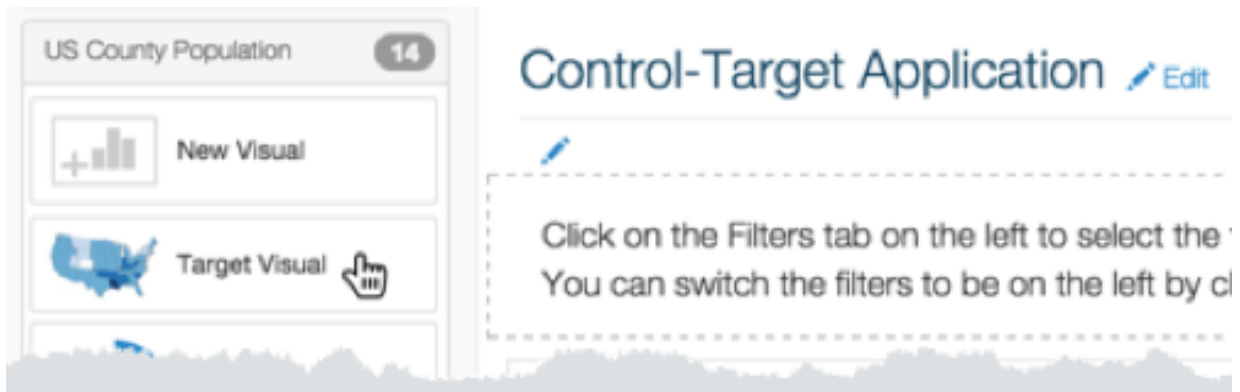 US County Population 14
New Visual
Target Visual
Control-Target Application Edit
Click on the Filters tab on the left to select the
You can switch the filters to be on the left by